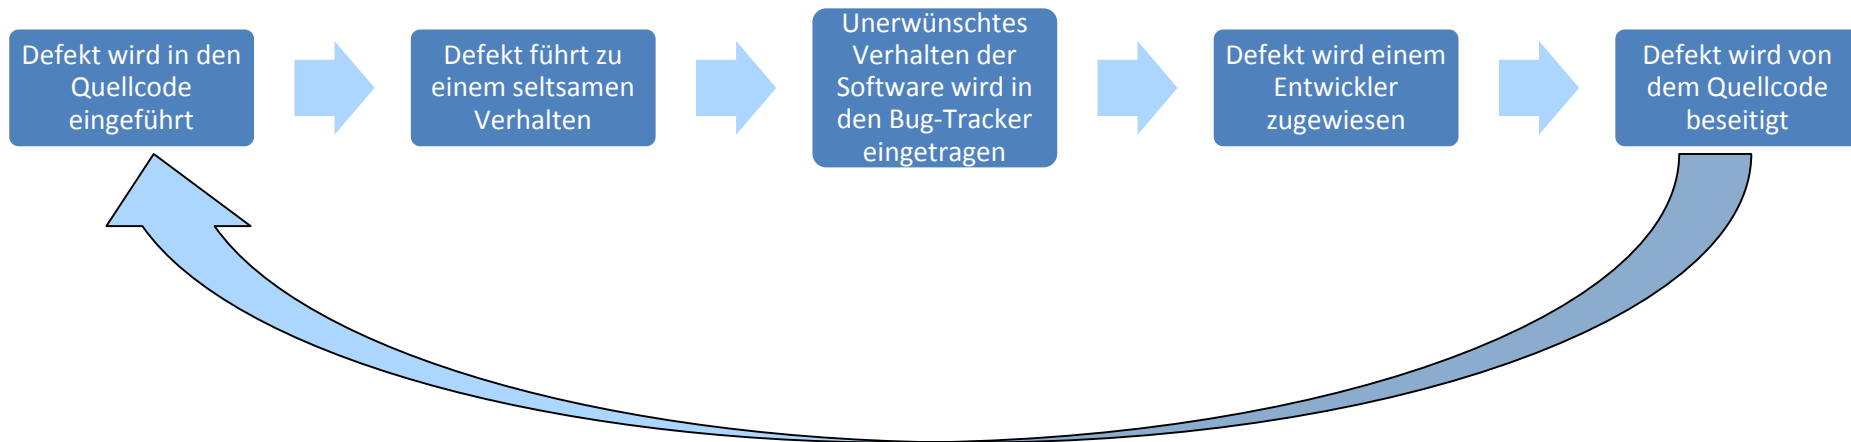 Defekt wird in den
Quellcode
eingeführt
Defekt führt zu
einem seltsamen
Verhalten
Unerwünschtes
Verhalten der
Software wird in
den Bug-Tracker
eingetragen
Defekt wird einem
Entwickler
zugewiesen
Defekt wird von
dem Quellcode
beseitigt